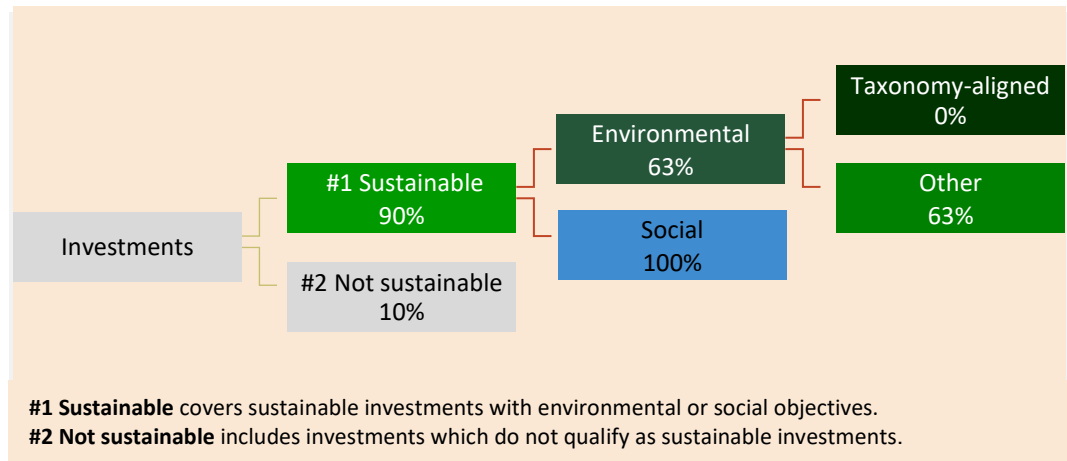 Investments
#1 Sustainable
90%
#2 Not sustainable
10%
Environmental
63%
Social
100%
Taxonomy-aligned
0%
Other
63%
#1 Sustainable covers sustainable investments with environmental or social objectives.
#2 Not sustainable includes investments which do not qualify as sustainable investments.